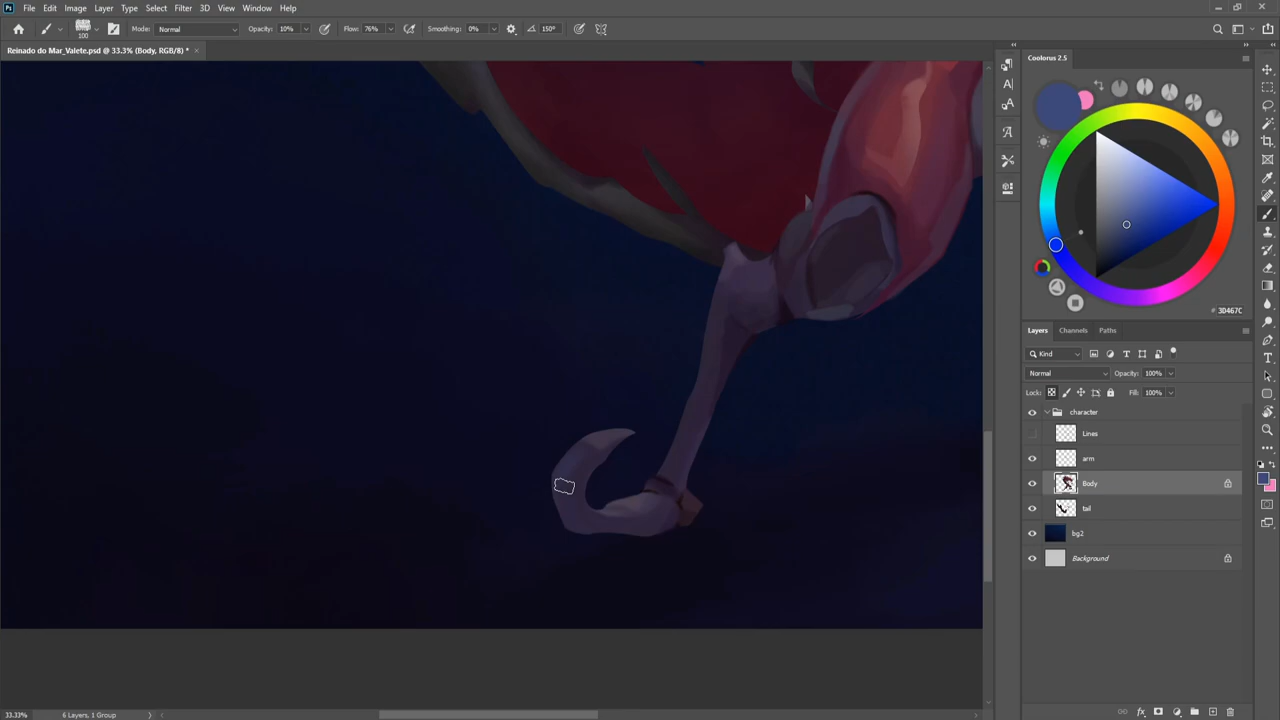 File Edit Image Layer Type Select Filter 3D View Window Help
100 Mode: Normal Opacity: 10% Flow: 76% Smoothing: 0% 150°
Reinado do Mar_Valete.psd @ 33.3% (Body, RGB/8) * ×
Coolorus 2.5
# 3D467C
Layers Channels Paths
Kind
Normal Opacity: 100%
Lock: Fill: 100%
character
Lines
arm
Body
tail
bg2
Background
33.33% 6 Layers, 1 Group